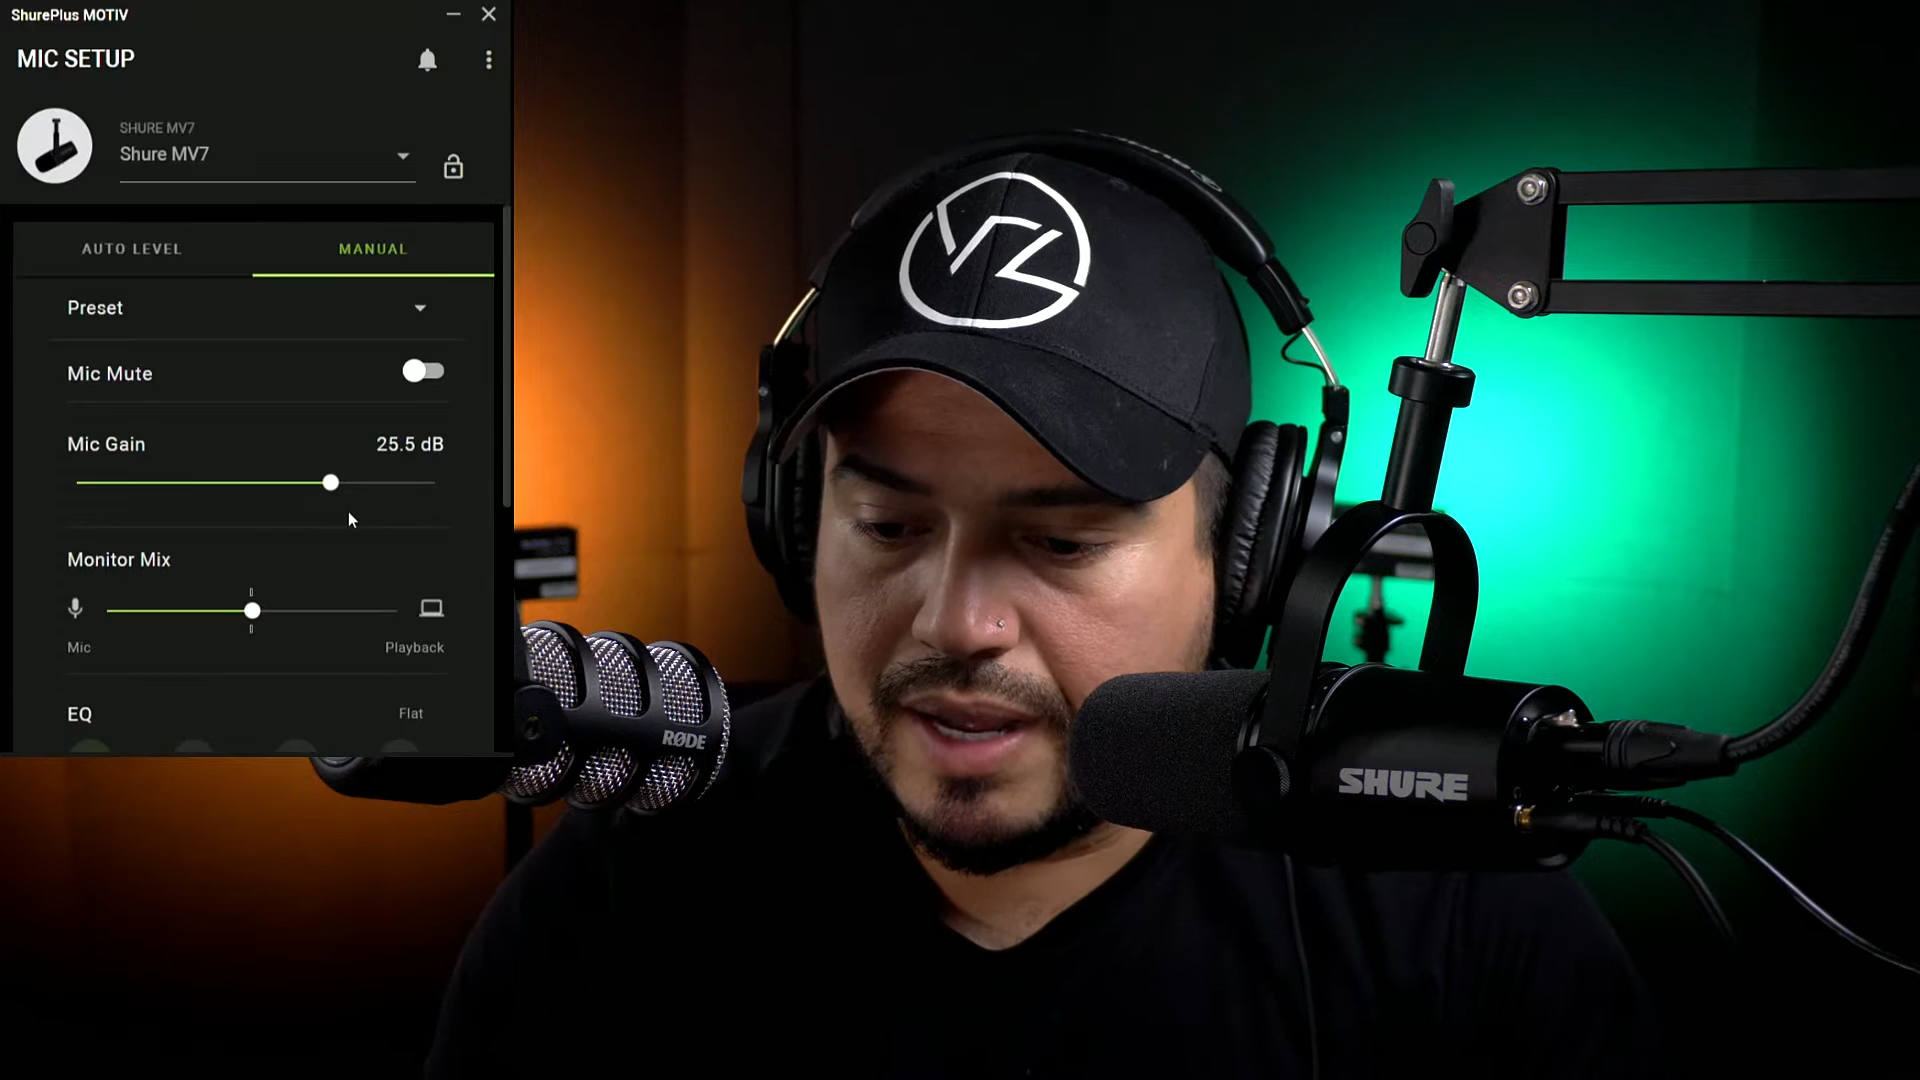 ShurePlus MOTIV
MIC SETUP
SHURE MV7
Shure MV7
AUTO LEVEL
MANUAL
Preset
Mic Mute
Mic Gain
25.5 dB
Monitor Mix
Mic
Playback
EQ
Flat
RØDE
SHURE